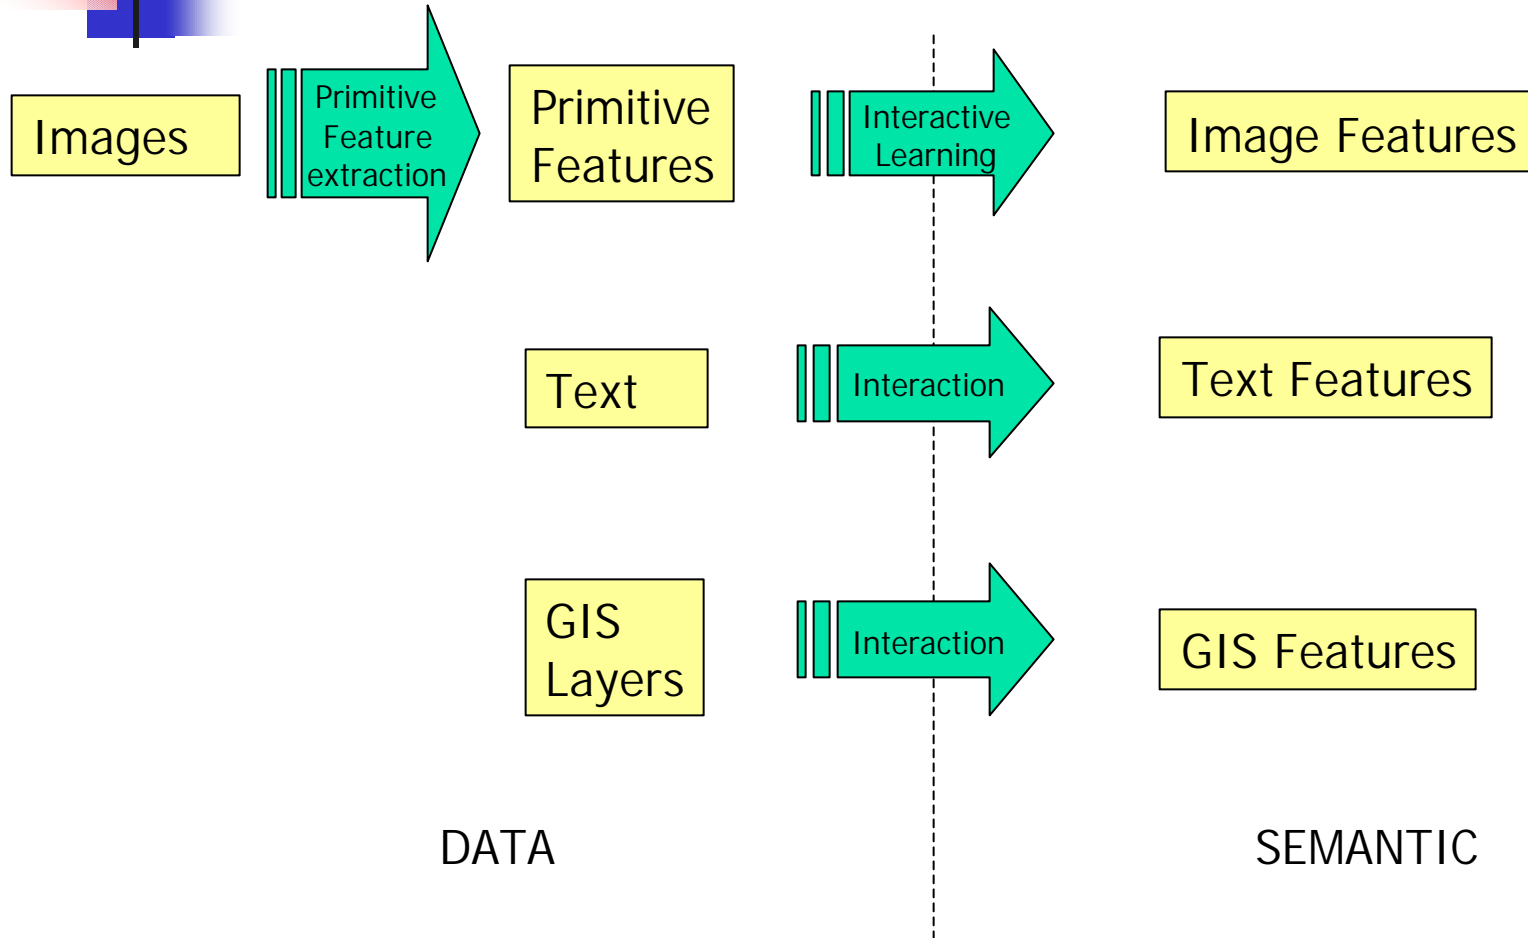 Images
Primitive
Feature
extraction
Primitive
Features
Interactive
Learning
Image Features
Text
Interaction
Text Features
GIS
Layers
Interaction
GIS Features
DATA
SEMANTIC